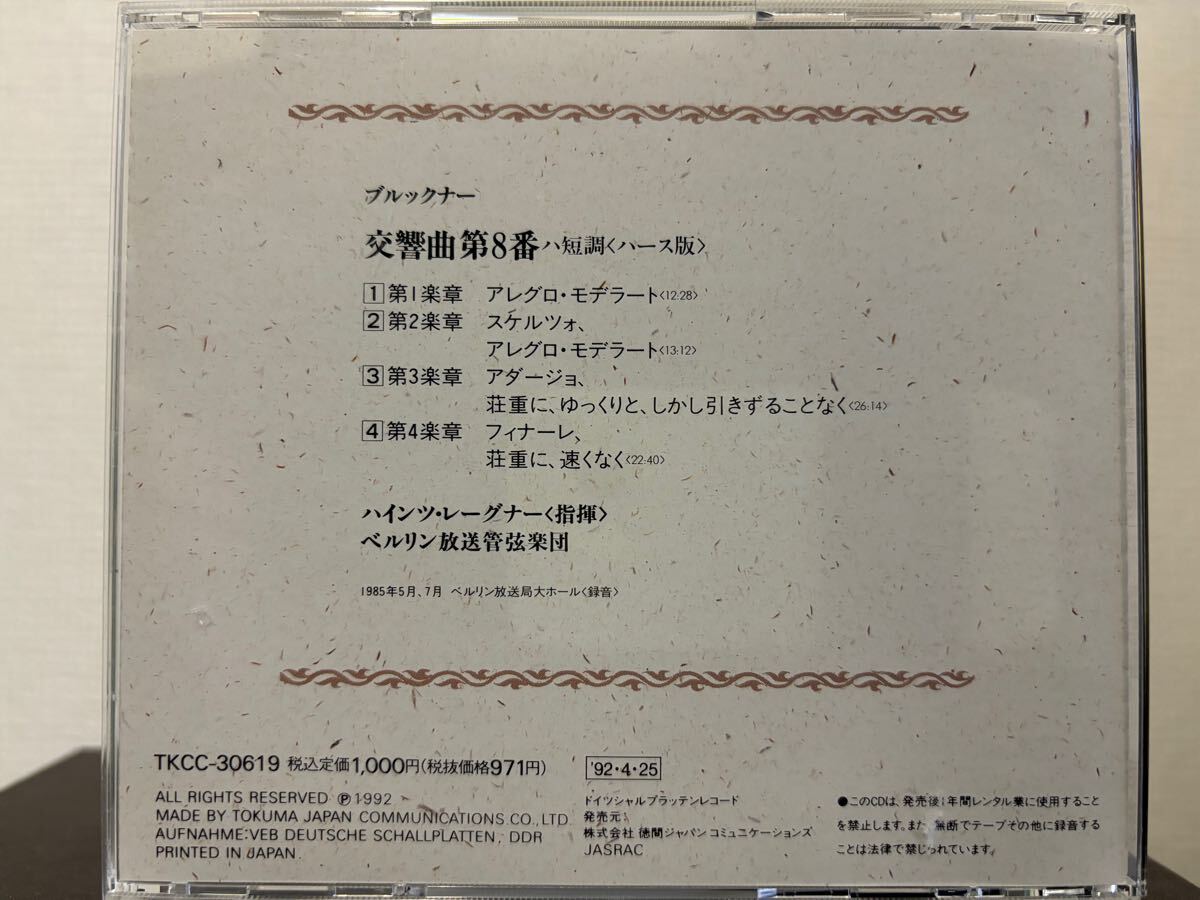 ブルックナー
交響曲第8番 ハ短調〈ハース版〉
1 第1楽章 アレグロ・モデラート〈12:28〉
2 第2楽章 スケルツォ、
アレグロ・モデラート〈13:12〉
3 第3楽章 アダージョ、
荘重に、ゆっくりと、しかし引きずることなく〈26:14〉
4 第4楽章 フィナーレ、
荘重に、速くなく〈22:40〉
ハインツ・レーグナー〈指揮〉
ベルリン放送管弦楽団
1985年5月、7月 ベルリン放送局大ホール〈録音〉
TKCC-30619 税込定価1,000円(税抜価格971円)
'92・4・25
ALL RIGHTS RESERVED ℗1992
MADE BY TOKUMA JAPAN COMMUNICATIONS CO., LTD.
AUFNAHME:VEB DEUTSCHE SCHALLPLATTEN, DDR
PRINTED IN JAPAN.
ドイツシャルプラッテンレコード
発売元:
株式会社 徳間ジャパン コミュニケーションズ
JASRAC
●このCDは、発売後1年間レンタル業に使用すること
を禁止します。また、無断でテープその他に録音する
ことは法律で禁じられています。